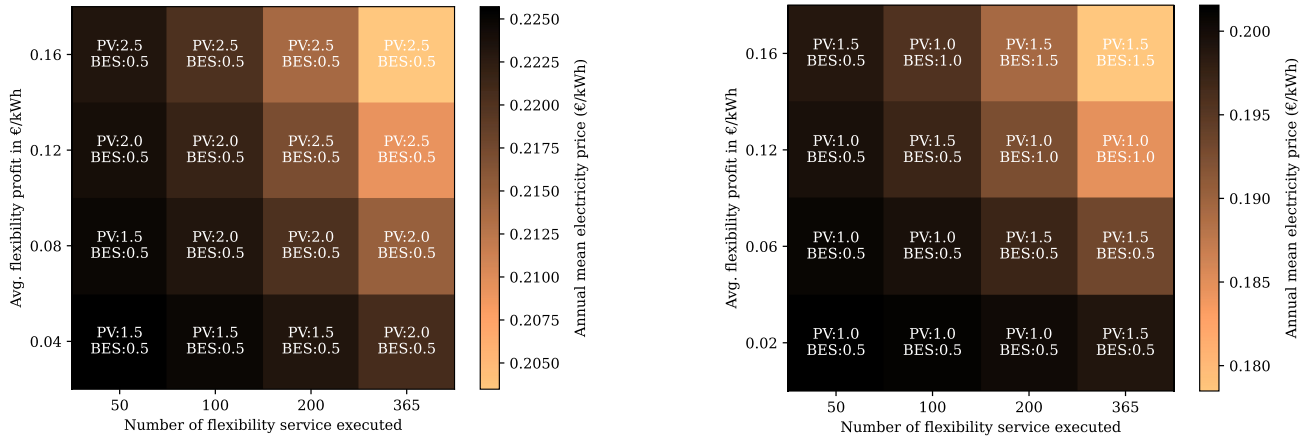 Avg. flexibility profit in €/kWh
0.16
0.12
0.08
0.04
PV:2.5
BES:0.5
PV:2.5
BES:0.5
PV:2.5
BES:0.5
PV:2.5
BES:0.5
PV:2.0
BES:0.5
PV:2.0
BES:0.5
PV:2.5
BES:0.5
PV:2.5
BES:0.5
PV:1.5
BES:0.5
PV:2.0
BES:0.5
PV:2.0
BES:0.5
PV:2.0
BES:0.5
PV:1.5
BES:0.5
PV:1.5
BES:0.5
PV:1.5
BES:0.5
PV:2.0
BES:0.5
50 100 200 365
Number of flexibility service executed
0.2250
0.2225
0.2200
0.2175
0.2150
0.2125
0.2100
0.2075
0.2050
Annual mean electricity price (€/kWh)
Avg. flexibility profit in €/kWh
0.16
0.12
0.06
0.02
PV:1.5
BES:0.5
PV:1.0
BES:1.0
PV:1.5
BES:1.5
PV:1.5
BES:1.5
PV:1.0
BES:0.5
PV:1.5
BES:0.5
PV:1.0
BES:1.0
PV:1.0
BES:1.0
PV:1.0
BES:0.5
PV:1.0
BES:0.5
PV:1.5
BES:0.5
PV:1.5
BES:0.5
PV:1.0
BES:0.5
PV:1.0
BES:0.5
PV:1.0
BES:0.5
PV:1.5
BES:0.5
50 100 200 365
Number of flexibility service executed
0.200
0.195
0.190
0.185
0.180
Annual mean electricity price (€/kWh)